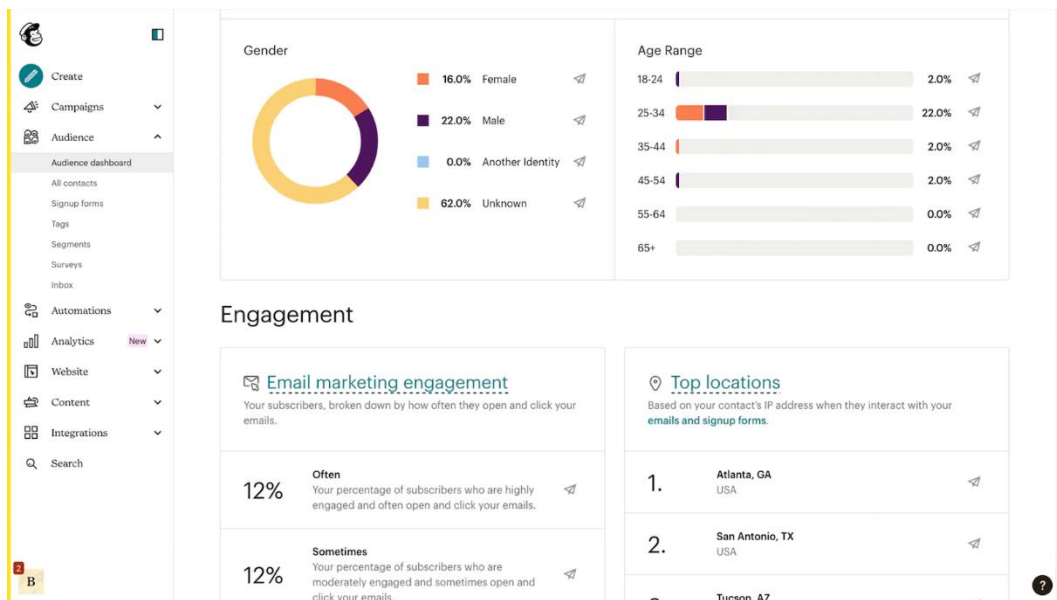 Create
Campaigns
Audience
Audience dashboard
All contacts
Signup forms
Tags
Segments
Surveys
Inbox
Automations
Analytics New
Website
Content
Integrations
Search
2
B
Gender
16.0% Female
22.0% Male
0.0% Another Identity
62.0% Unknown
Age Range
18-24 2.0%
25-34 22.0%
35-44 2.0%
45-54 2.0%
55-64 0.0%
65+ 0.0%
Engagement
Email marketing engagement
Your subscribers, broken down by how often they open and click your
emails.
12%
Often
Your percentage of subscribers who are highly
engaged and often open and click your emails.
12%
Sometimes
Your percentage of subscribers who are
moderately engaged and sometimes open and
click your emails.
Top locations
Based on your contact's IP address when they interact with your
emails and signup forms.
1.
Atlanta, GA
USA
2.
San Antonio, TX
USA
Tucson, AZ
?